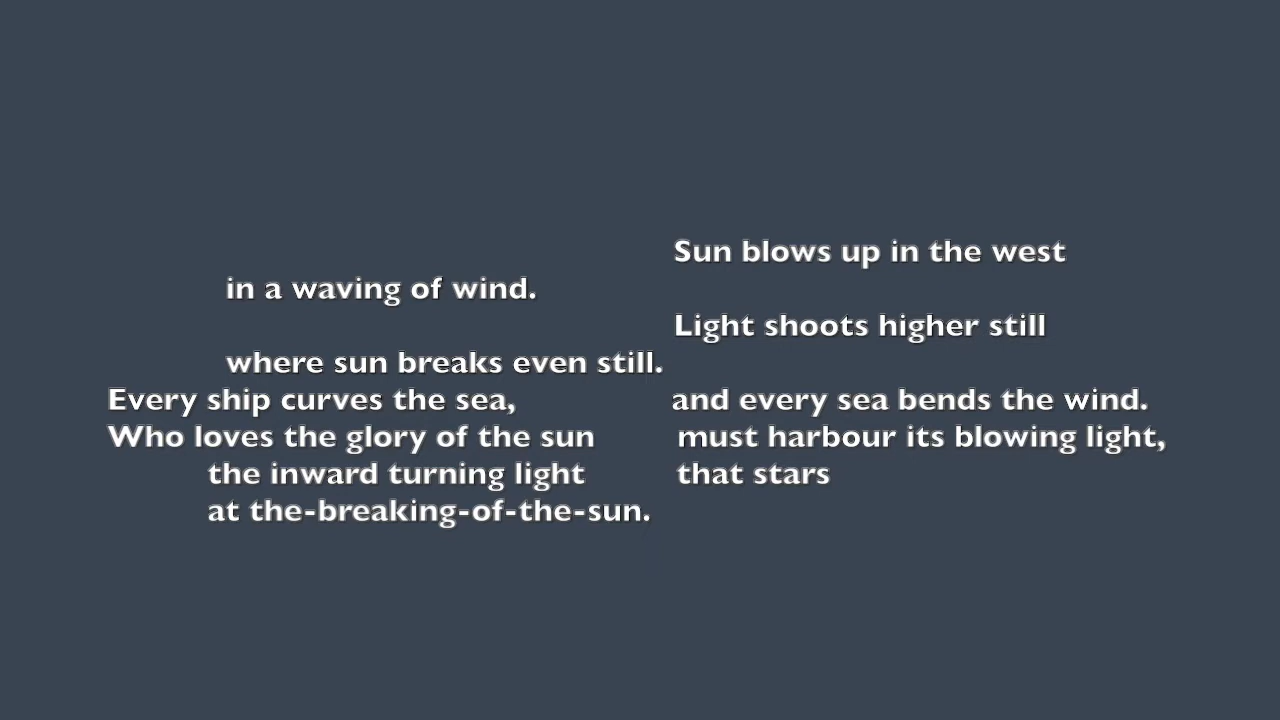 Sun blows up in the west
in a waving of wind.
Light shoots higher still
where sun breaks even still.
Every ship curves the sea, and every sea bends the wind.
Who loves the glory of the sun must harbour its blowing light,
the inward turning light that stars
at the-breaking-of-the-sun.